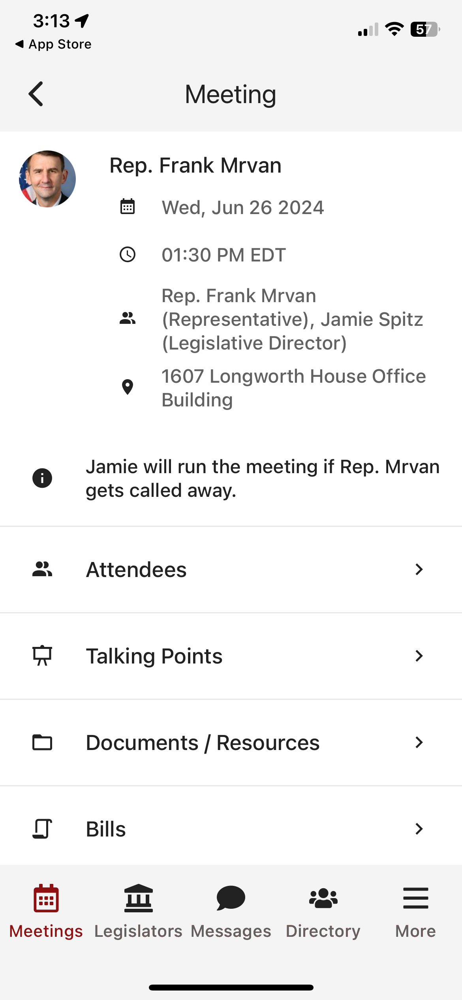 3:13
57
◀ App Store
Meeting
Rep. Frank Mrvan
Wed, Jun 26 2024
01:30 PM EDT
Rep. Frank Mrvan
(Representative), Jamie Spitz
(Legislative Director)
1607 Longworth House Office
Building
Jamie will run the meeting if Rep. Mrvan
gets called away.
Attendees
Talking Points
Documents / Resources
Bills
Meetings Legislators Messages Directory More